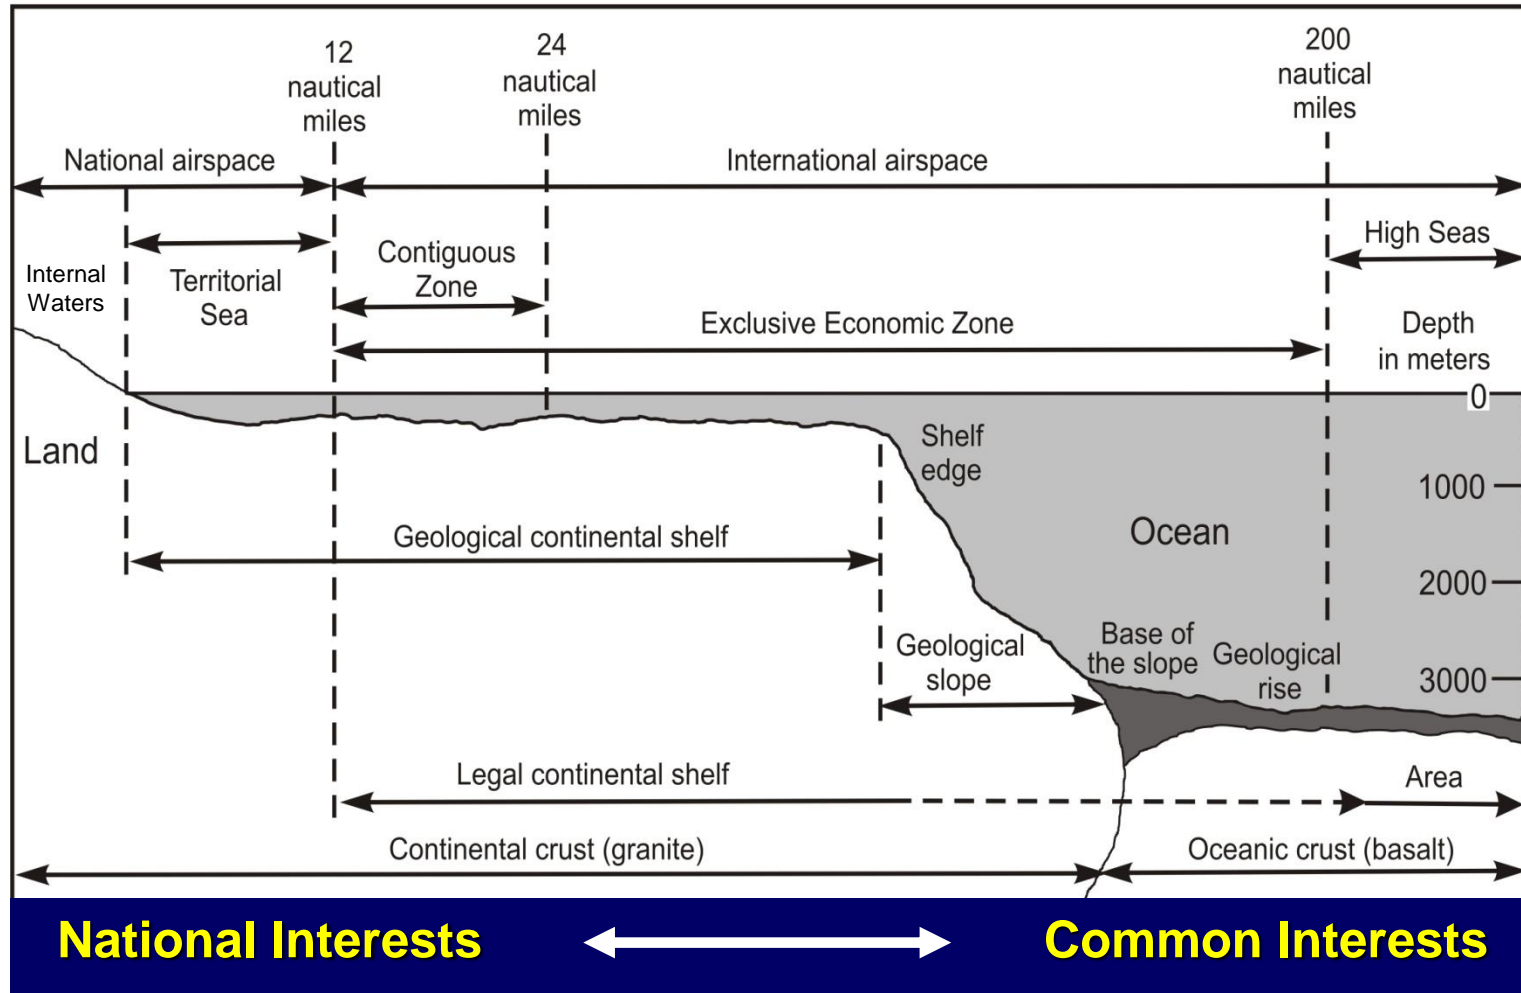 12
nautical
miles
24
nautical
miles
200
nautical
miles
National airspace
International airspace
Internal
Waters
Territorial
Sea
Contiguous
Zone
High Seas
Exclusive Economic Zone
Depth
in meters
0
Land
Shelf
edge
1000
Ocean
Geological continental shelf
2000
Geological
slope
Base of
the slope
Geological
rise
3000
Legal continental shelf
Area
Continental crust (granite)
Oceanic crust (basalt)
National Interests
Common Interests